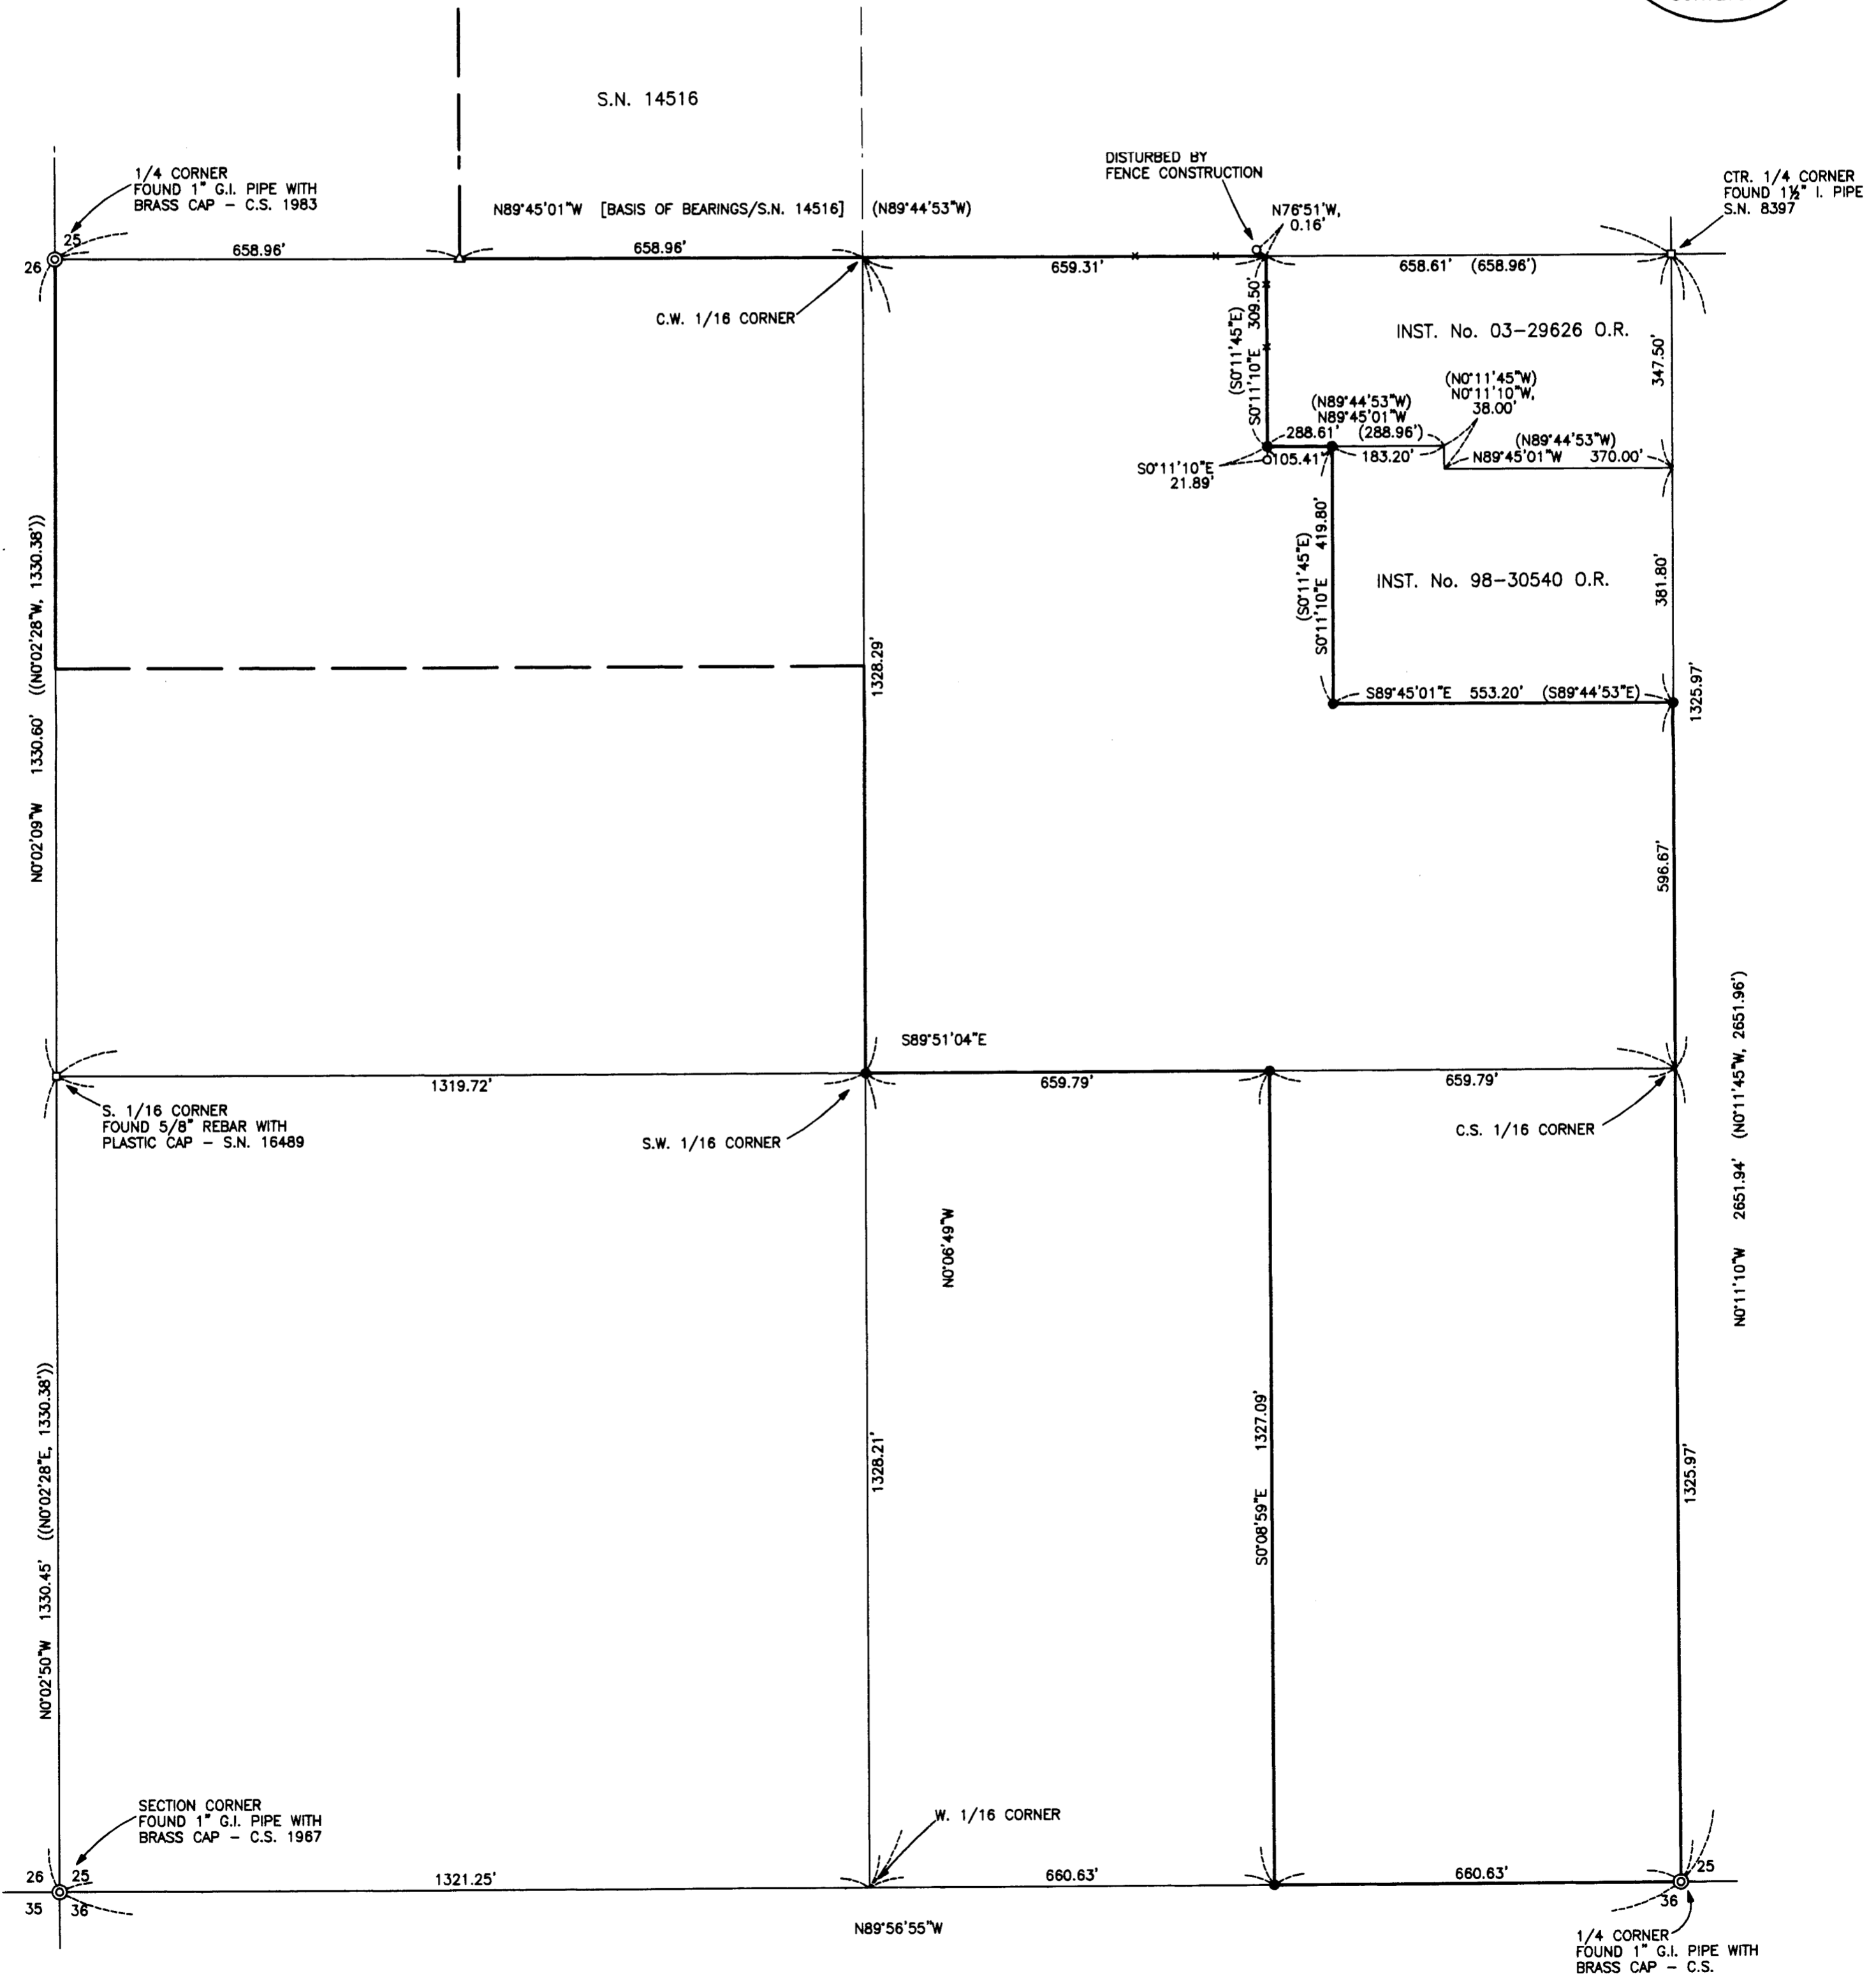 S.N. 14516
1/4 CORNER
FOUND 1" G.I. PIPE WITH
BRASS CAP – C.S. 1983
25
26
DISTURBED BY
FENCE CONSTRUCTION
CTR. 1/4 CORNER
FOUND 1½" I. PIPE
S.N. 8397
N89°45'01"W [BASIS OF BEARINGS/S.N. 14516] (N89°44'53"W)
N76°51'W,
0.16'
658.96'
658.96'
659.31'
658.61' (658.96')
C.W. 1/16 CORNER
(S0°11'45"E)
S0°11'10"E 309.50'
INST. No. 03–29626 O.R.
347.50'
(N0°11'45"W)
N0°11'10"W,
38.00'
(N89°44'53"W)
N89°45'01"W
288.61' (288.96')
(N89°44'53"W)
N89°45'01"W 370.00'
105.41'
183.20'
S0°11'10"E
21.89'
(S0°11'45"E)
S0°11'10"E 419.80'
INST. No. 98–30540 O.R.
381.80'
N0°02'09"W 1330.60' ((N0°02'28"W, 1330.38'))
1328.29'
S89°45'01"E 553.20' (S89°44'53"E)
1325.97'
596.67'
S89°51'04"E
1319.72'
659.79'
659.79'
S. 1/16 CORNER
FOUND 5/8" REBAR WITH
PLASTIC CAP – S.N. 16489
S.W. 1/16 CORNER
C.S. 1/16 CORNER
N0°11'10"W 2651.94' (N0°11'45"W, 2651.96')
N0°06'49"W
N0°02'50"W 1330.45' ((N0°02'28"E, 1330.38'))
1328.21'
S0°08'59"E 1327.09'
1325.97'
SECTION CORNER
FOUND 1" G.I. PIPE WITH
BRASS CAP – C.S. 1967
W. 1/16 CORNER
26 25
35 36
1321.25'
660.63'
660.63'
25
36
N89°56'55"W
1/4 CORNER
FOUND 1" G.I. PIPE WITH
BRASS CAP – C.S.